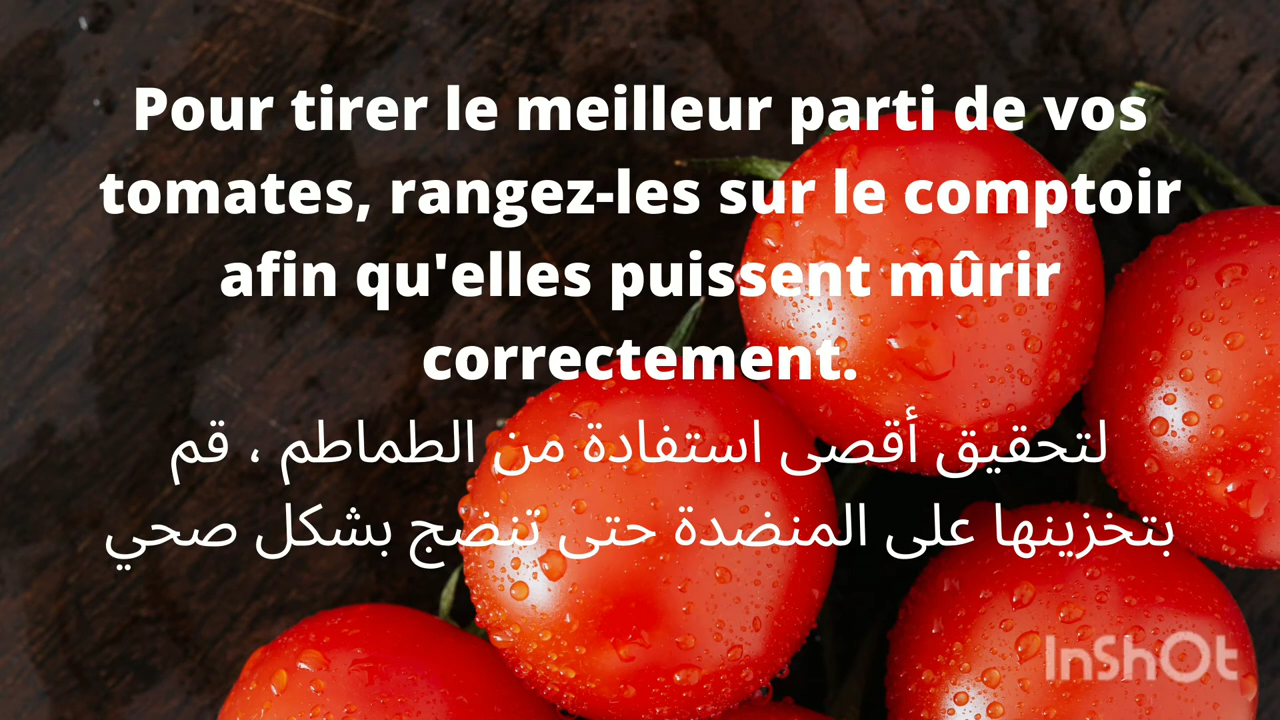 Pour tirer le meilleur parti de vos
tomates, rangez-les sur le comptoir
afin qu'elles puissent mûrir
correctement.
لتحقيق أقصى استفادة من الطماطم ، قم
بتخزينها على المنضدة حتى تنضج بشكل صحي
InShOt